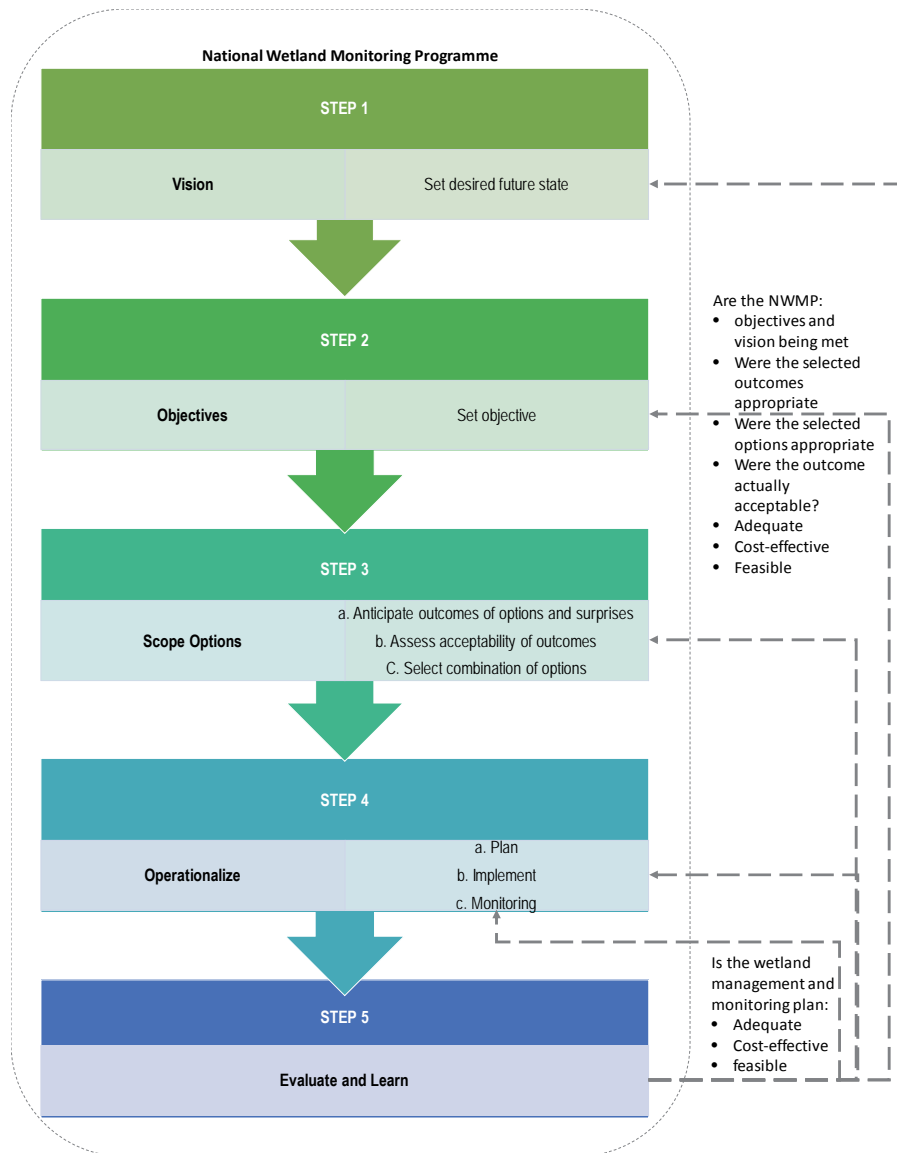 National Wetland Monitoring Programme
STEP 1
Vision
Set desired future state
STEP 2
Objectives
Set objective
STEP 3
Scope Options
a. Anticipate outcomes of options and surprises
b. Assess acceptability of outcomes
C. Select combination of options
STEP 4
Operationalize
a. Plan
b. Implement
c. Monitoring
STEP 5
Evaluate and Learn
Are the NWMP:
• objectives and
vision being met
• Were the selected
outcomes
appropriate
• Were the selected
options appropriate
• Were the outcome
actually
acceptable?
• Adequate
• Cost-effective
• Feasible
Is the wetland
management and
monitoring plan:
• Adequate
• Cost-effective
• feasible